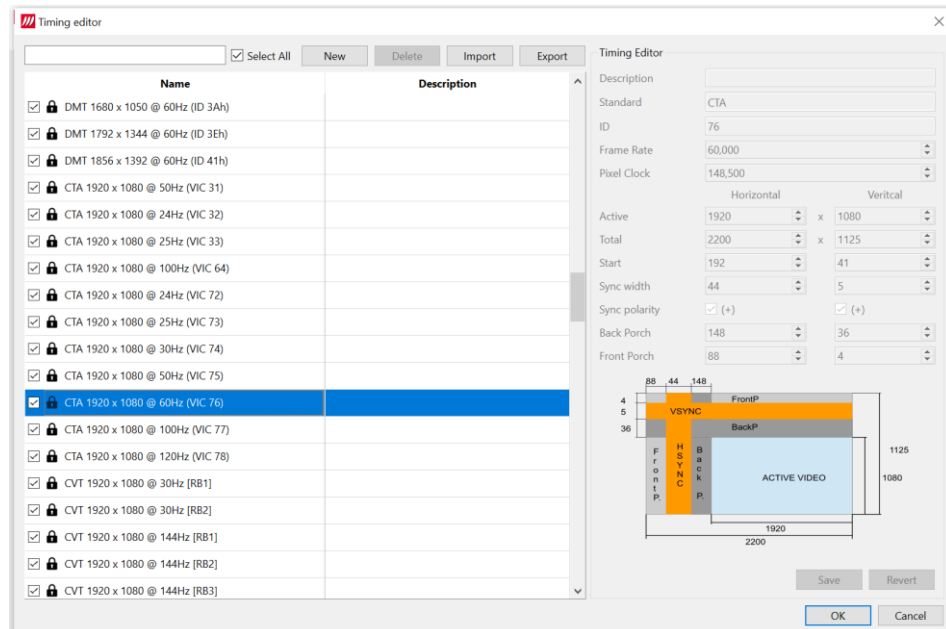 Timing editor
Select All New Delete Import Export
Name Description
DMT 1680 x 1050 @ 60Hz (ID 3Ah)
DMT 1792 x 1344 @ 60Hz (ID 3Eh)
DMT 1856 x 1392 @ 60Hz (ID 41h)
CTA 1920 x 1080 @ 50Hz (VIC 31)
CTA 1920 x 1080 @ 24Hz (VIC 32)
CTA 1920 x 1080 @ 25Hz (VIC 33)
CTA 1920 x 1080 @ 100Hz (VIC 64)
CTA 1920 x 1080 @ 24Hz (VIC 72)
CTA 1920 x 1080 @ 25Hz (VIC 73)
CTA 1920 x 1080 @ 30Hz (VIC 74)
CTA 1920 x 1080 @ 50Hz (VIC 75)
CTA 1920 x 1080 @ 60Hz (VIC 76)
CTA 1920 x 1080 @ 100Hz (VIC 77)
CTA 1920 x 1080 @ 120Hz (VIC 78)
CVT 1920 x 1080 @ 30Hz [RB1]
CVT 1920 x 1080 @ 30Hz [RB2]
CVT 1920 x 1080 @ 144Hz [RB1]
CVT 1920 x 1080 @ 144Hz [RB2]
CVT 1920 x 1080 @ 144Hz [RB3]
Timing Editor
Description
Standard CTA
ID 76
Frame Rate 60,000
Pixel Clock 148,500
Horizontal Veritcal
Active 1920 x 1080
Total 2200 x 1125
Start 192 41
Sync width 44 5
Sync polarity (+) (+)
Back Porch 148 36
Front Porch 88 4
88 44 148
4 FrontP
5 VSYNC
36 BackP
Front P.
HSYNC
Back P.
ACTIVE VIDEO
1125
1080
1920
2200
Save Revert
OK Cancel